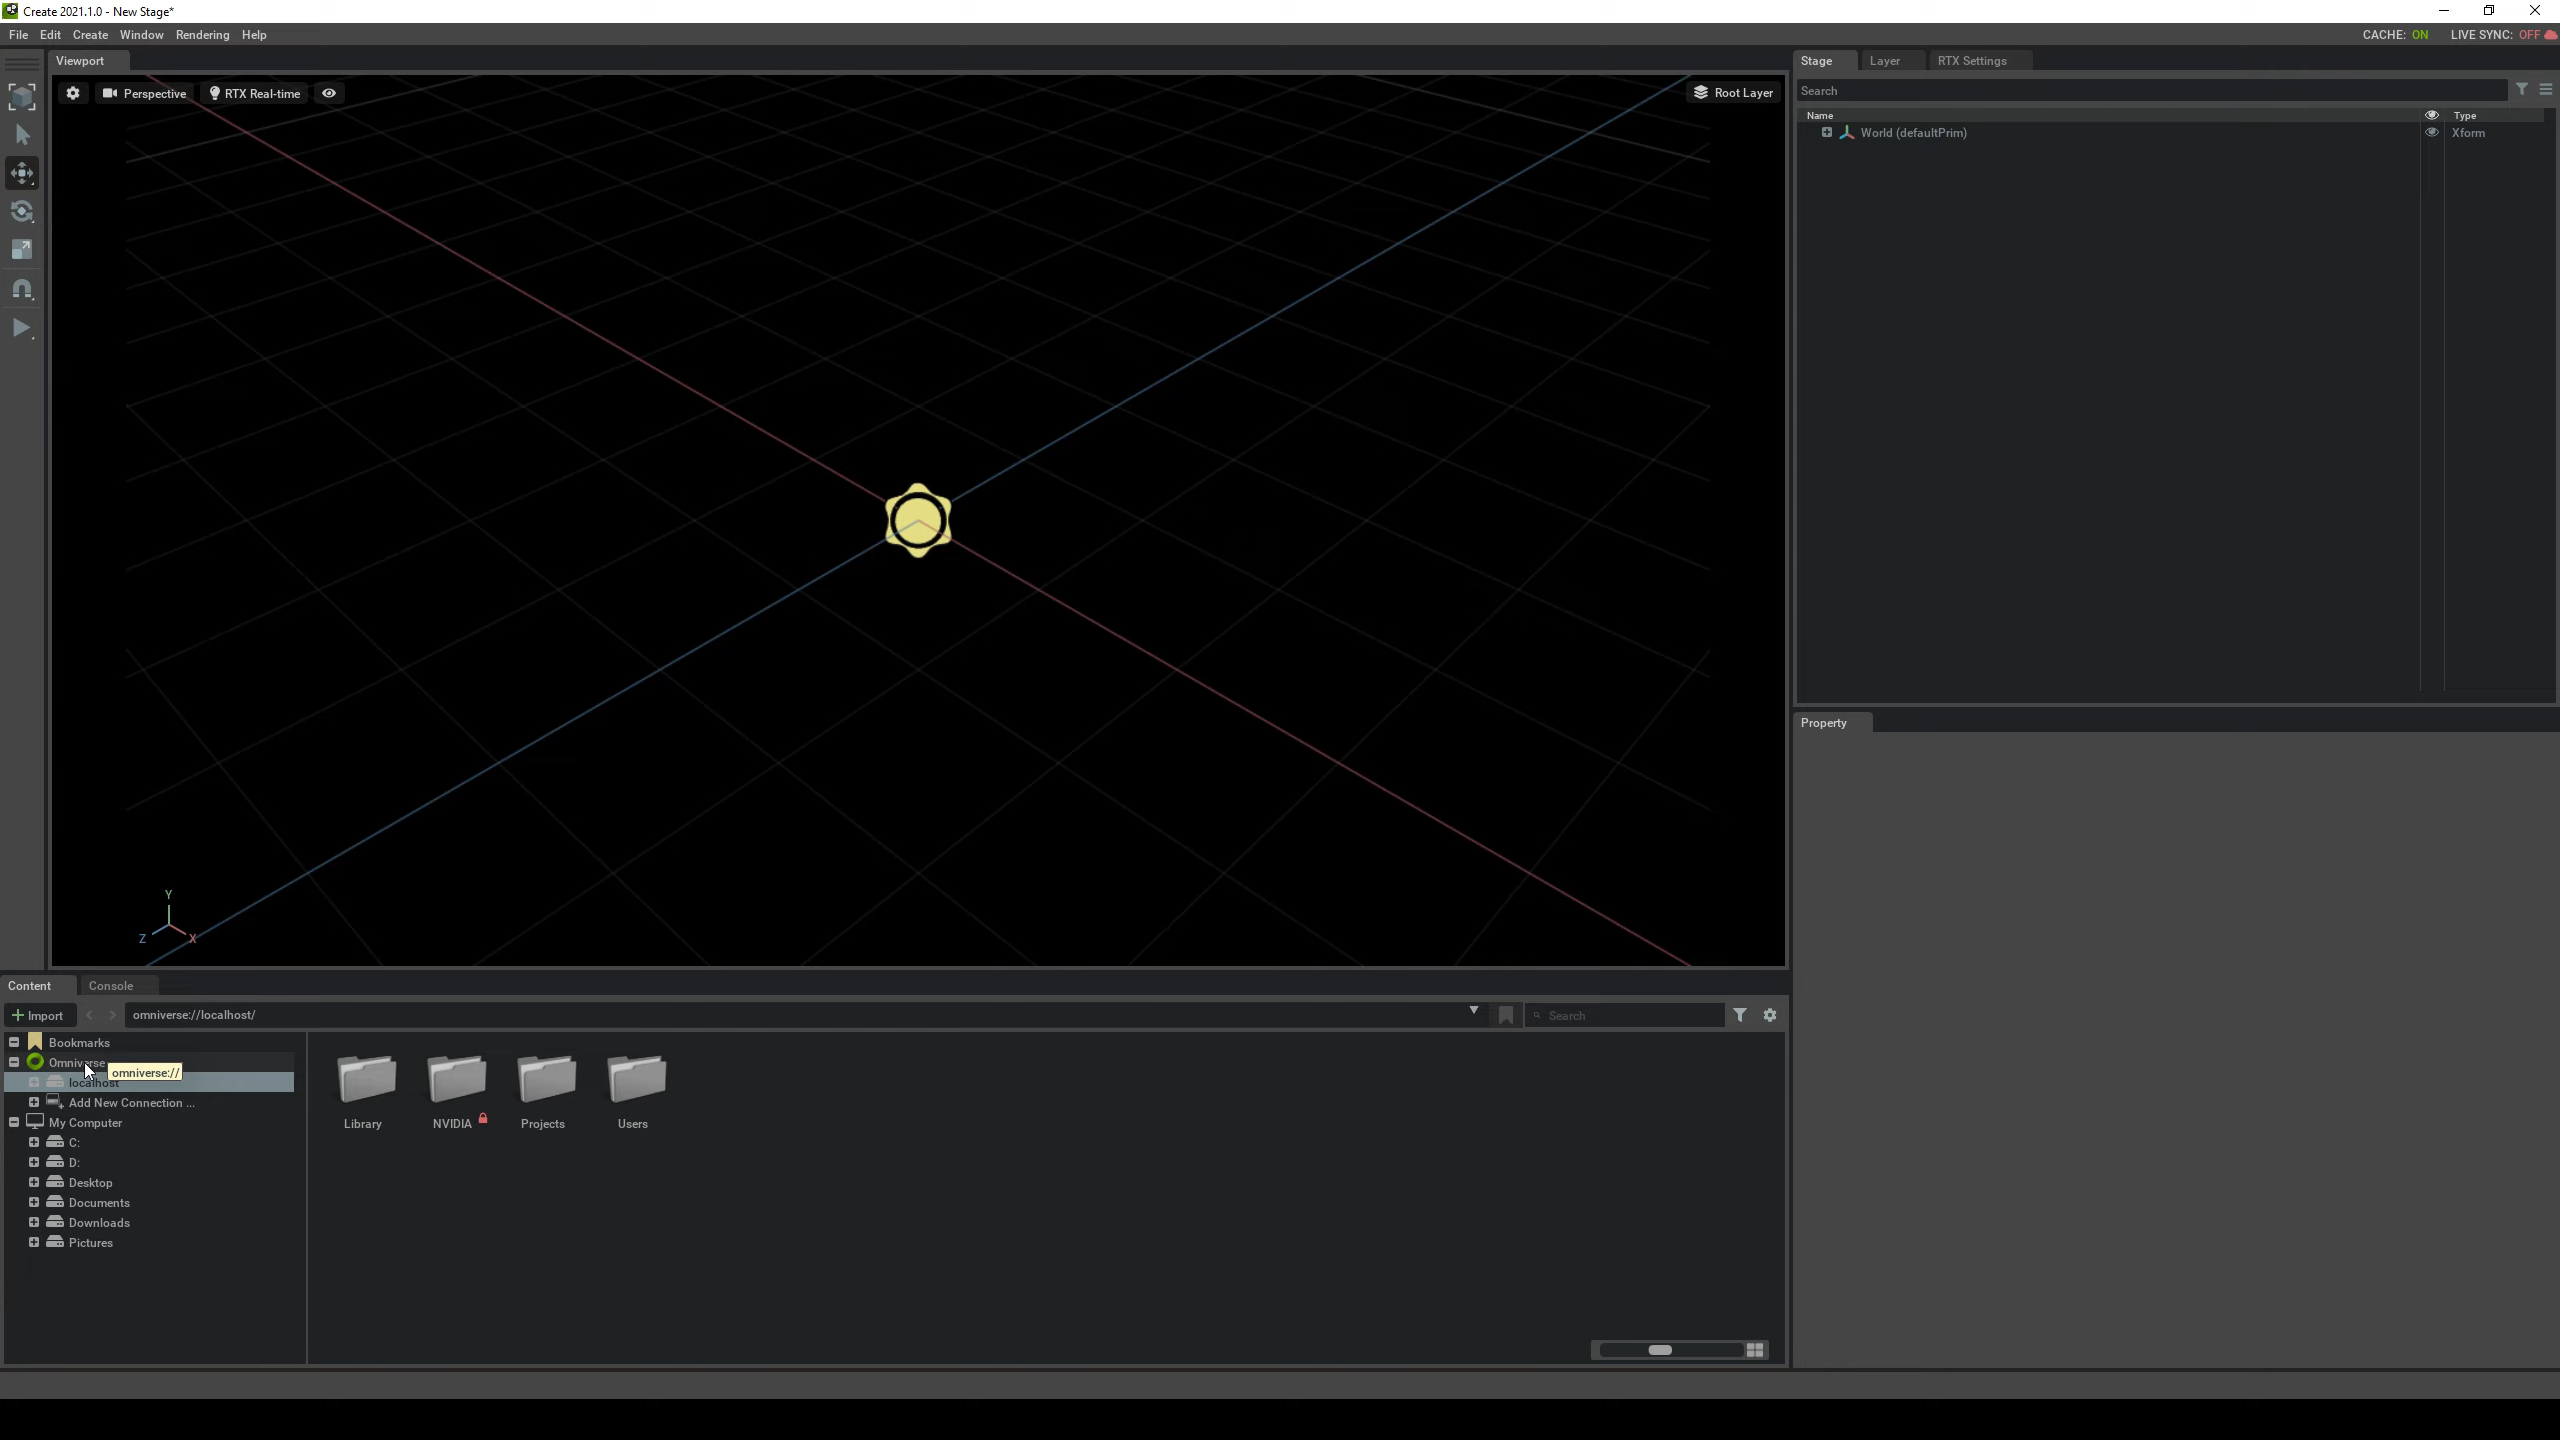 Create 2021.1.0 - New Stage*
File Edit Create Window Rendering Help
CACHE: ON LIVE SYNC: OFF
Viewport
Stage Layer RTX Settings
Perspective RTX Real-time
Root Layer
Search
Name Type
World (defaultPrim) Xform
Property
Y
Z X
Content Console
Import omniverse://localhost/ Search
Bookmarks
Omniverse
omniverse://
localhost
Add New Connection ...
My Computer
C:
D:
Desktop
Documents
Downloads
Pictures
Library NVIDIA Projects Users